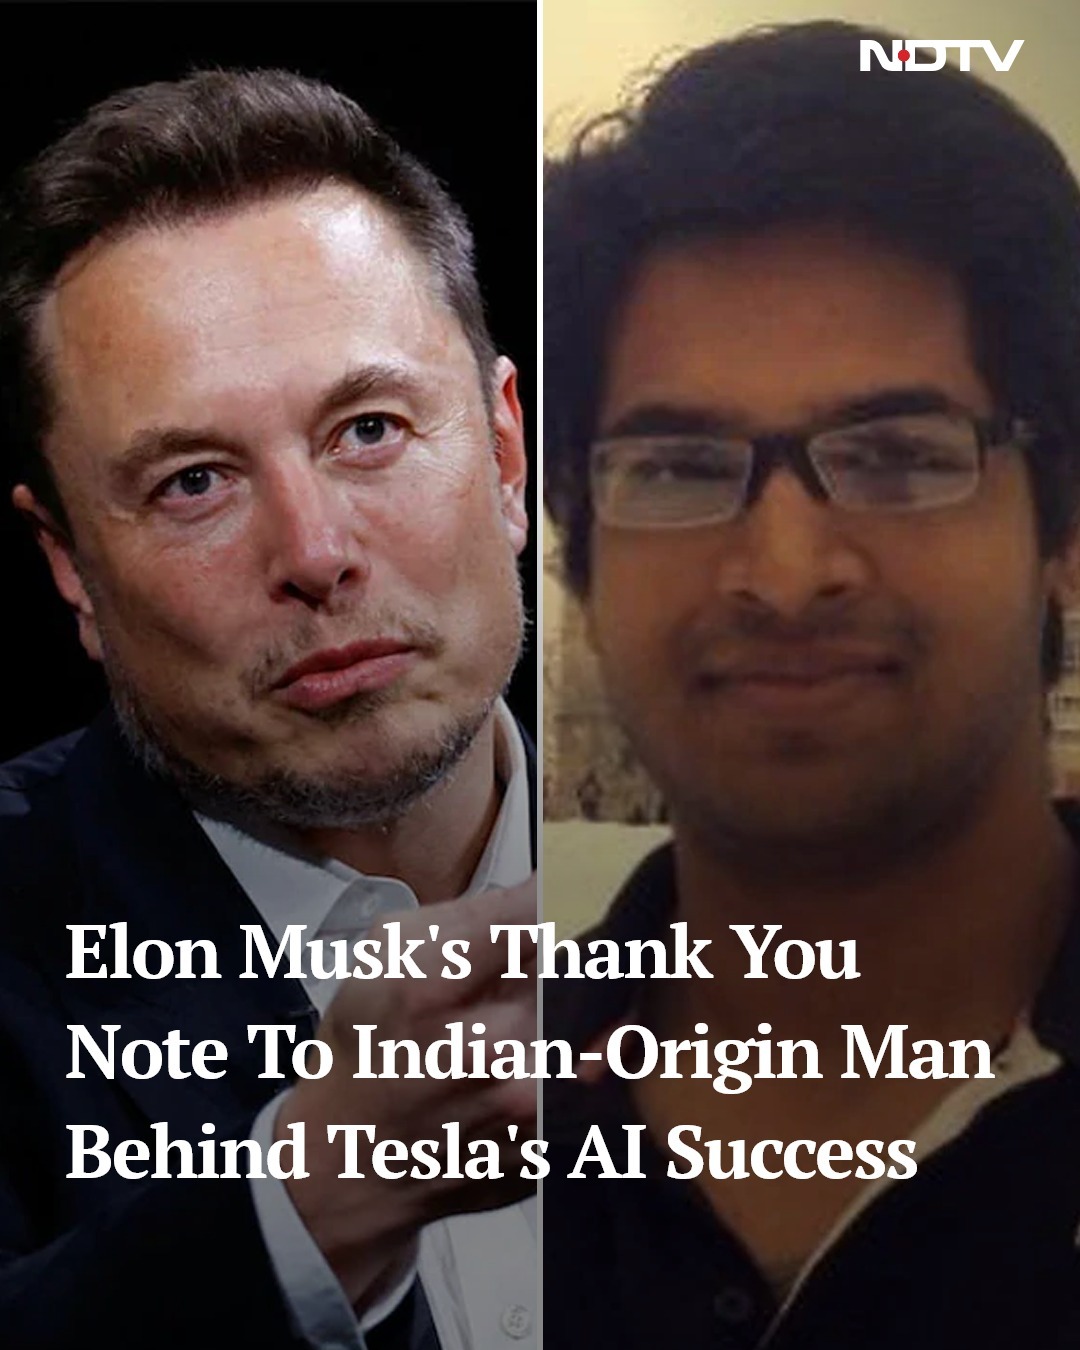 NDTV
Elon Musk's Thank You
Note To Indian-Origin Man
Behind Tesla's AI Success